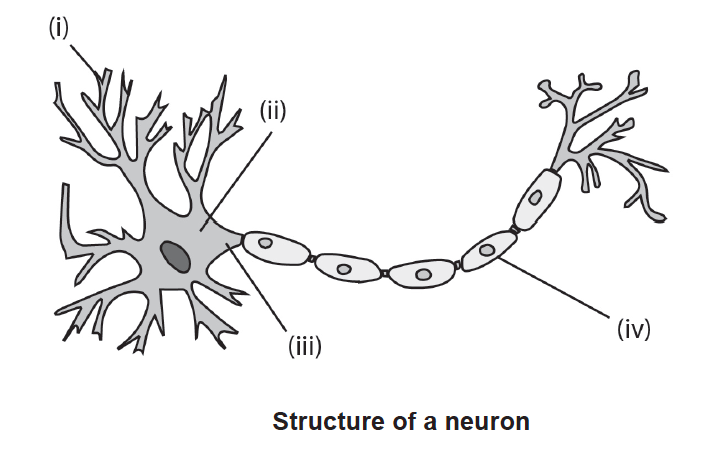 (i)
(ii)
(iii)
(iv)
Structure of a neuron